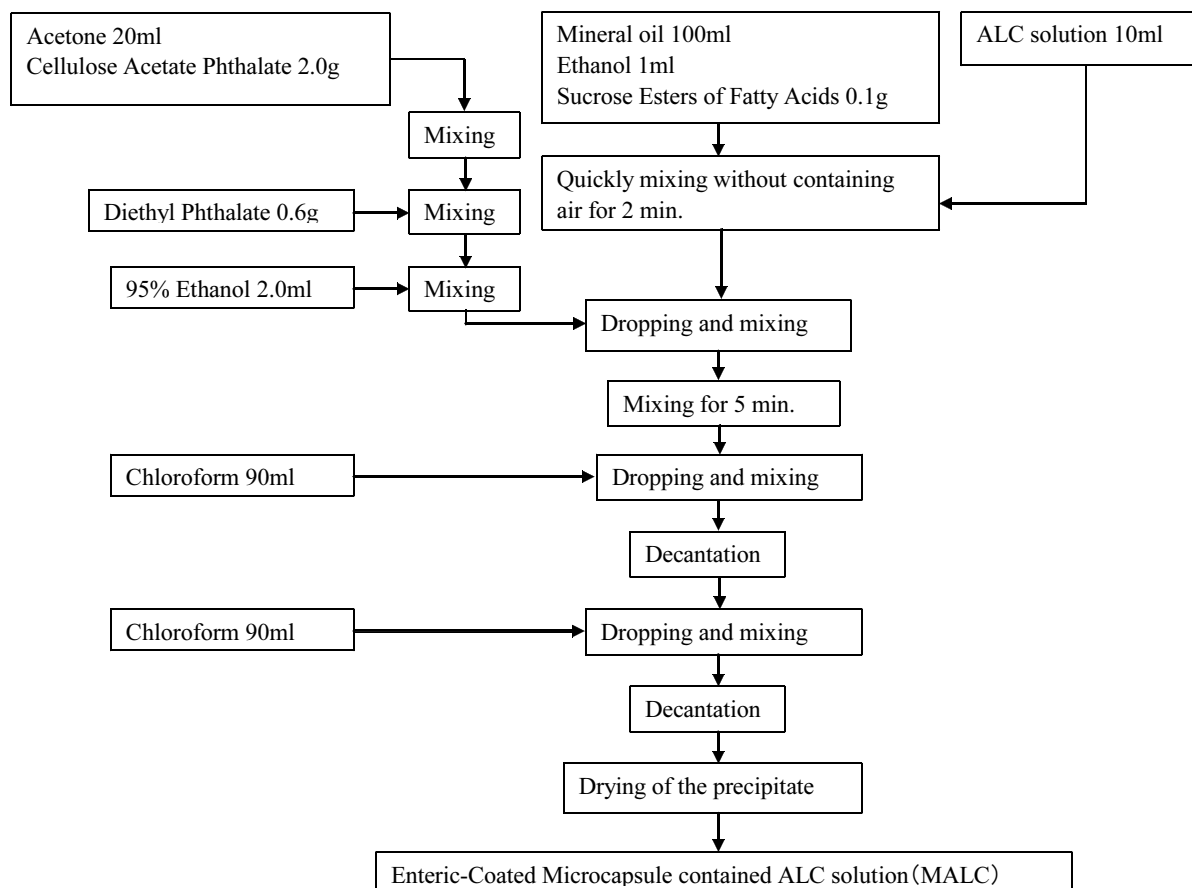 Acetone 20ml
Cellulose Acetate Phthalate 2.0g
Mineral oil 100ml
Ethanol 1ml
Sucrose Esters of Fatty Acids 0.1g
ALC solution 10ml
Mixing
Quickly mixing without containing
air for 2 min.
Diethyl Phthalate 0.6g
Mixing
95% Ethanol 2.0ml
Mixing
Dropping and mixing
Mixing for 5 min.
Chloroform 90ml
Dropping and mixing
Decantation
Chloroform 90ml
Dropping and mixing
Decantation
Drying of the precipitate
Enteric-Coated Microcapsule contained ALC solution（MALC）